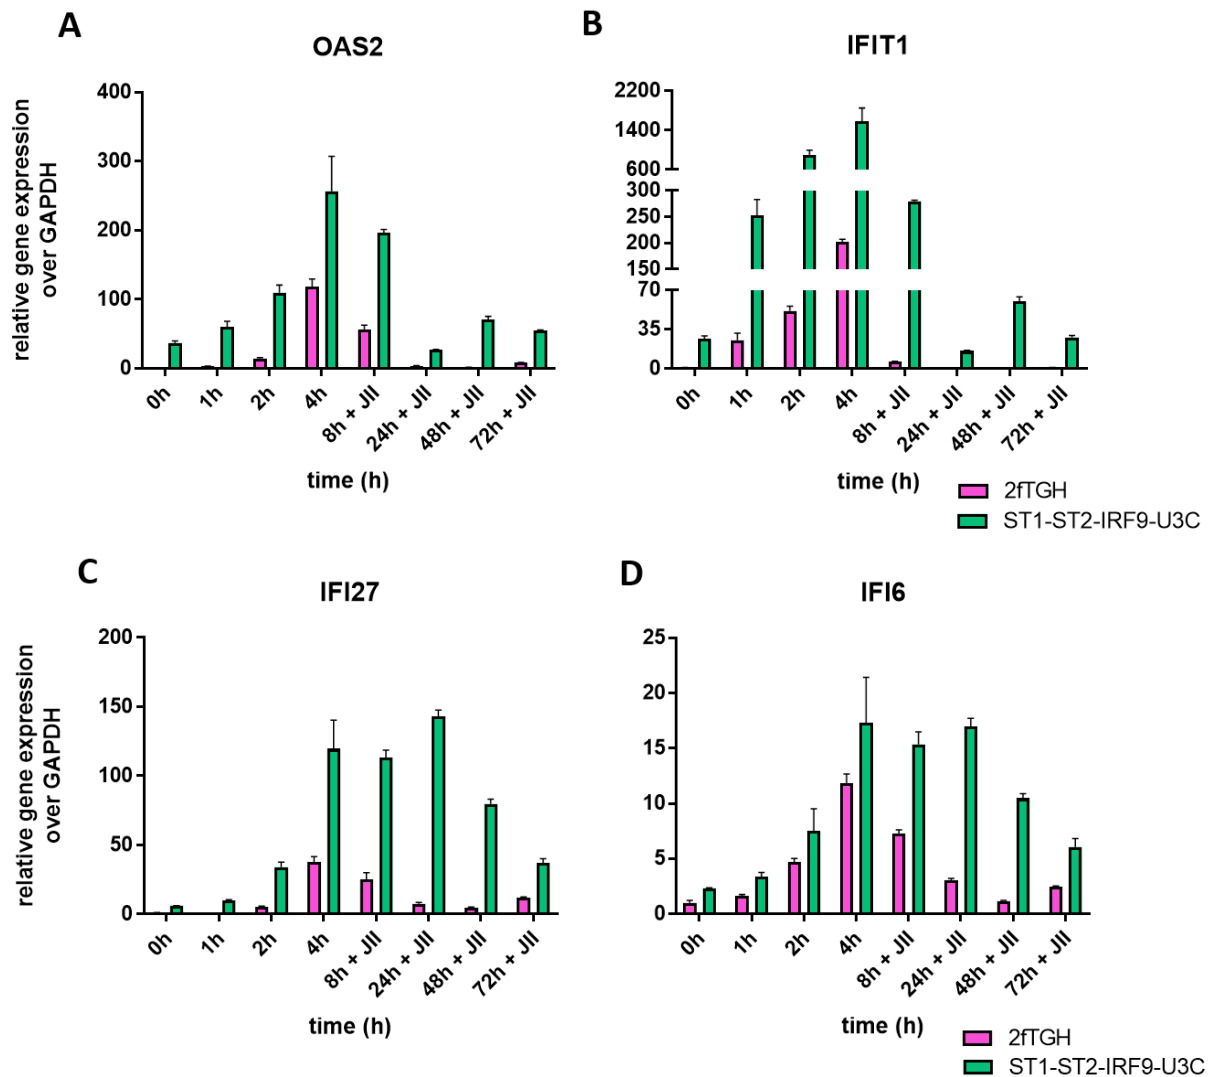 A
OAS2
relative gene expression
over GAPDH
400
300
200
100
0
0h
1h
2h
4h
8h + JII
24h + JII
48h + JII
72h + JII
time (h)
B
IFIT1
2200
1400
600
300
250
200
150
70
35
0
0h
1h
2h
4h
8h + JII
24h + JII
48h + JII
72h + JII
time (h)
2fTGH
ST1-ST2-IRF9-U3C
C
IFI27
relative gene expression
over GAPDH
200
150
100
50
0
0h
1h
2h
4h
8h + JII
24h + JII
48h + JII
72h + JII
time (h)
D
IFI6
25
20
15
10
5
0
0h
1h
2h
4h
8h + JII
24h + JII
48h + JII
72h + JII
time (h)
2fTGH
ST1-ST2-IRF9-U3C